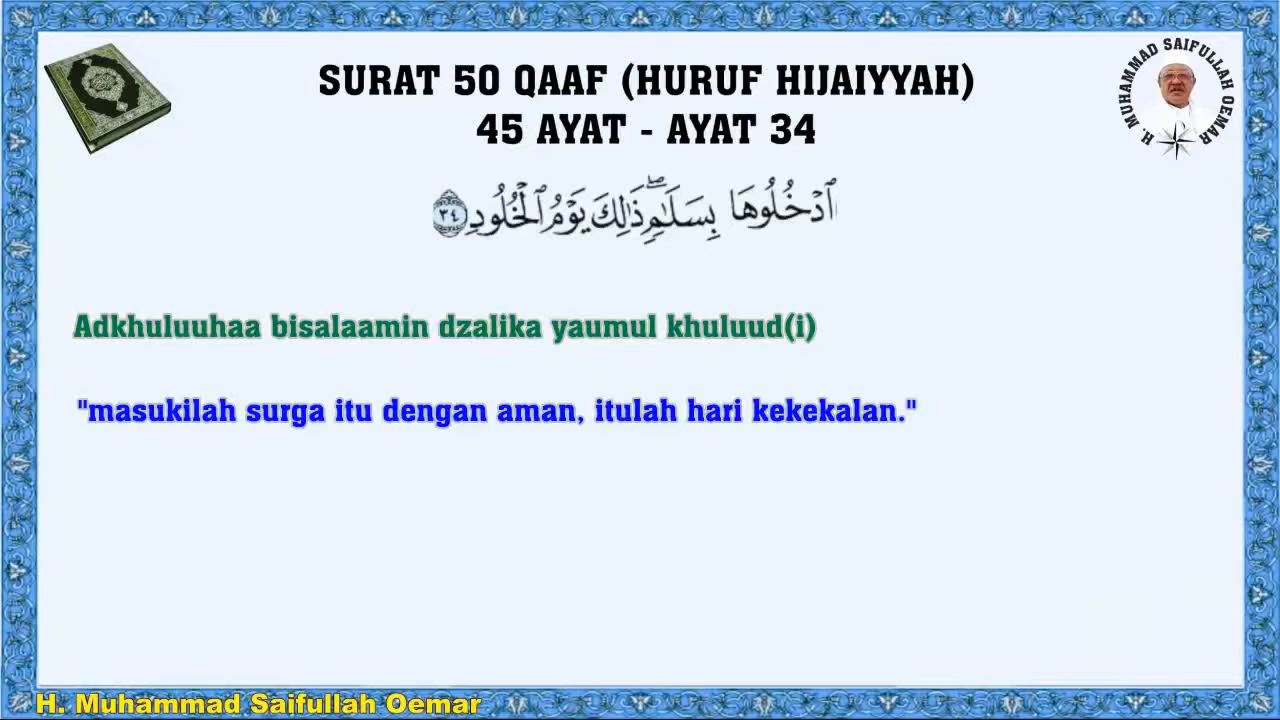 SURAT 50 QAAF (HURUF HIJAIYYAH)
45 AYAT - AYAT 34
H. MUHAMMAD SAIFULLAH OEMAR
ٱدْخُلُوهَا بِسَلَٰمٍ ۖ ذَٰلِكَ يَوْمُ ٱلْخُلُودِ ٣٤
Adkhuluuhaa bisalaamin dzalika yaumul khuluud(i)
"masukilah surga itu dengan aman, itulah hari kekekalan."
H. Muhammad Saifullah Oemar